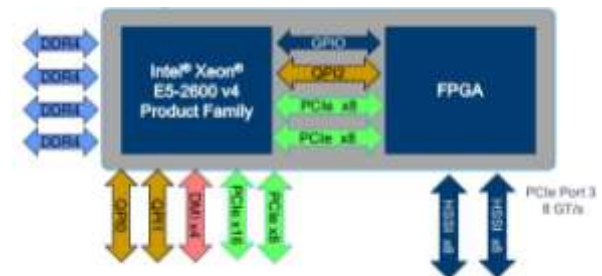 DDR4
DDR4
DDR4
DDR4
Intel® Xeon®
E5-2600 v4
Product Family
GPIO
QPI2
PCIe x8
PCIe x8
FPGA
QPI0
QPI1
DMI x4
PCIe x16
PCIe x8
HSSI x8
HSSI x8
PCIe Port 3
8 GT/s